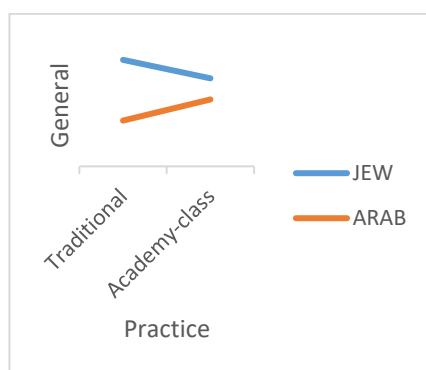 General
JEW
ARAB
Traditional
Academy-class
Practice